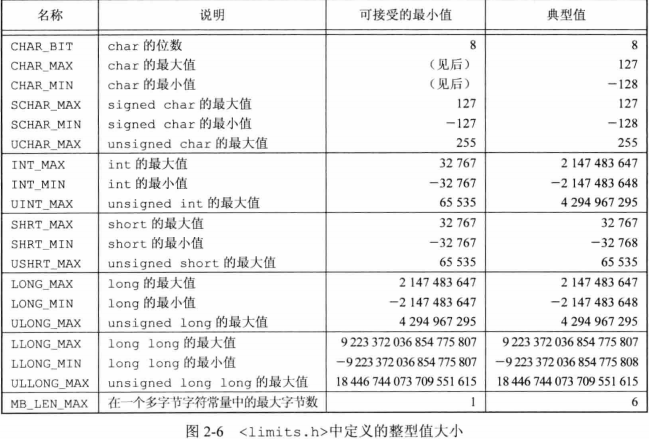 名称 说明 可接受的最小值 典型值
CHAR_BIT char 的位数 8 8
CHAR_MAX char 的最大值 （见后） 127
CHAR_MIN char 的最小值 （见后） －128
SCHAR_MAX signed char 的最大值 127 127
SCHAR_MIN signed char 的最小值 －127 －128
UCHAR_MAX unsigned char 的最大值 255 255
INT_MAX int 的最大值 32 767 2 147 483 647
INT_MIN int 的最小值 －32 767 －2 147 483 648
UINT_MAX unsigned int 的最大值 65 535 4 294 967 295
SHRT_MAX short 的最大值 32 767 32 767
SHRT_MIN short 的最小值 －32 767 －32 768
USHRT_MAX unsigned short 的最大值 65 535 65 535
LONG_MAX long 的最大值 2 147 483 647 2 147 483 647
LONG_MIN long 的最小值 －2 147 483 647 －2 147 483 648
ULONG_MAX unsigned long 的最大值 4 294 967 295 4 294 967 295
LLONG_MAX long long 的最大值 9 223 372 036 854 775 807 9 223 372 036 854 775 807
LLONG_MIN long long 的最小值 －9 223 372 036 854 775 807 －9 223 372 036 854 775 808
ULLONG_MAX unsigned long long 的最大值 18 446 744 073 709 551 615 18 446 744 073 709 551 615
MB_LEN_MAX 在一个多字节字符常量中的最大字节数 1 6
图 2-6 <limits.h>中定义的整型值大小